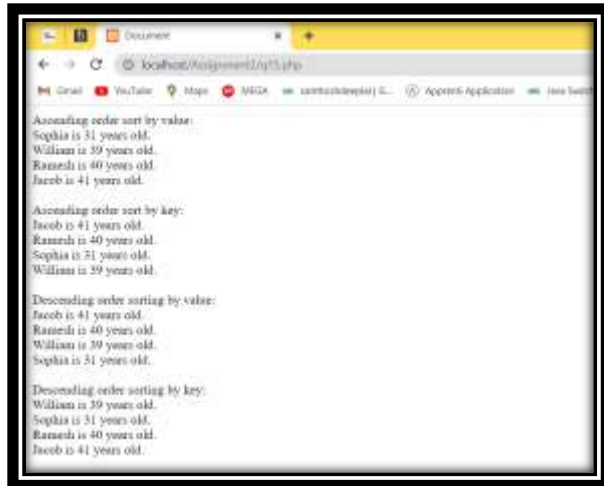 Document
localhost/Assignment2/q15.php
Gmail YouTube Maps MEGA Apprenti Application Java Swing
Ascending order sort by value:
Sophia is 31 years old.
William is 39 years old.
Ramesh is 40 years old.
Jacob is 41 years old.
Ascending order sort by key:
Jacob is 41 years old.
Ramesh is 40 years old.
Sophia is 31 years old.
William is 39 years old.
Descending order sorting by value:
Jacob is 41 years old.
Ramesh is 40 years old.
William is 39 years old.
Sophia is 31 years old.
Descending order sorting by key:
William is 39 years old.
Sophia is 31 years old.
Ramesh is 40 years old.
Jacob is 41 years old.